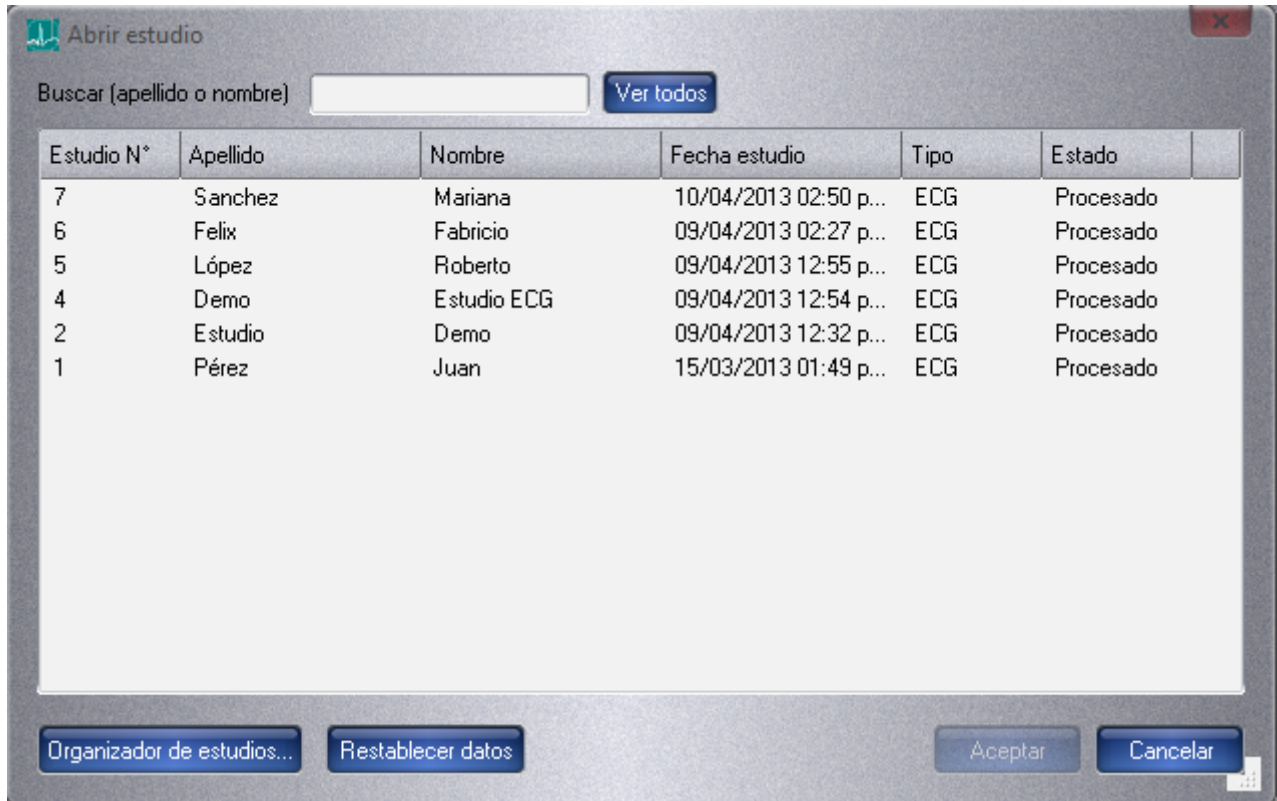 Abrir estudio
Buscar (apellido o nombre) Ver todos
Estudio N° Apellido Nombre Fecha estudio Tipo Estado
7 Sanchez Mariana 10/04/2013 02:50 p... ECG Procesado
6 Felix Fabricio 09/04/2013 02:27 p... ECG Procesado
5 López Roberto 09/04/2013 12:55 p... ECG Procesado
4 Demo Estudio ECG 09/04/2013 12:54 p... ECG Procesado
2 Estudio Demo 09/04/2013 12:32 p... ECG Procesado
1 Pérez Juan 15/03/2013 01:49 p... ECG Procesado
Organizador de estudios... Restablecer datos Aceptar Cancelar